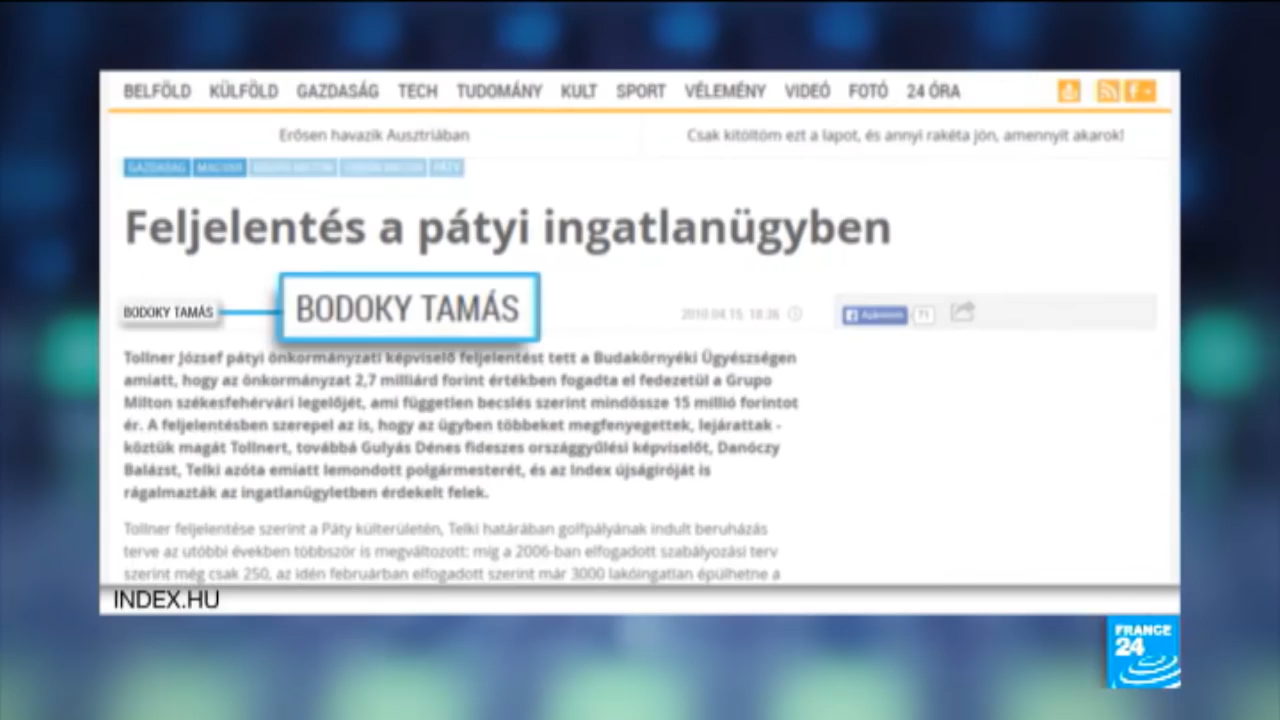 BELFÖLD KÜLFÖLD GAZDASÁG TECH TUDOMÁNY KULT SPORT VÉLEMÉNY VIDEÓ FOTÓ 24 ÓRA
Erősen havazik Ausztriában
Csak kitöltöm ezt a lapot, és annyi rakéta jön, amennyit akarok!
GAZDASÁG MAGYAR PÁTY
Feljelentés a pátyi ingatlanügyben
BODOKY TAMÁS
BODOKY TAMÁS
2010.04.15. 18:36
Ajánlom 71
Tollner József pátyi önkormányzati képviselő feljelentést tett a Budakörnyéki Ügyészségen
amiatt, hogy az önkormányzat 2,7 milliárd forint értékben fogadta el fedezetül a Grupo
Milton székesfehérvári legelőjét, ami független becslés szerint mindössze 15 millió forintot
ér. A feljelentésben szerepel az is, hogy az ügyben többeket megfenyegettek, lejárattak -
köztük magát Tollnert, továbbá Gulyás Dénes fideszes országgyűlési képviselőt, Danóczy
Balázst, Telki azóta emiatt lemondott polgármesterét, és az Index újságíróját is
rágalmazták az ingatlanügyletben érdekelt felek.
Tollner feljelentése szerint a Páty külterületén, Telki határában golfpályának indult beruházás
terve az utóbbi években többször is megváltozott: míg a 2006-ban elfogadott szabályozási terv
szerint még csak 250, az idén februárban elfogadott szerint már 3000 lakóingatlan épülhetne a
INDEX.HU
FRANCE
24